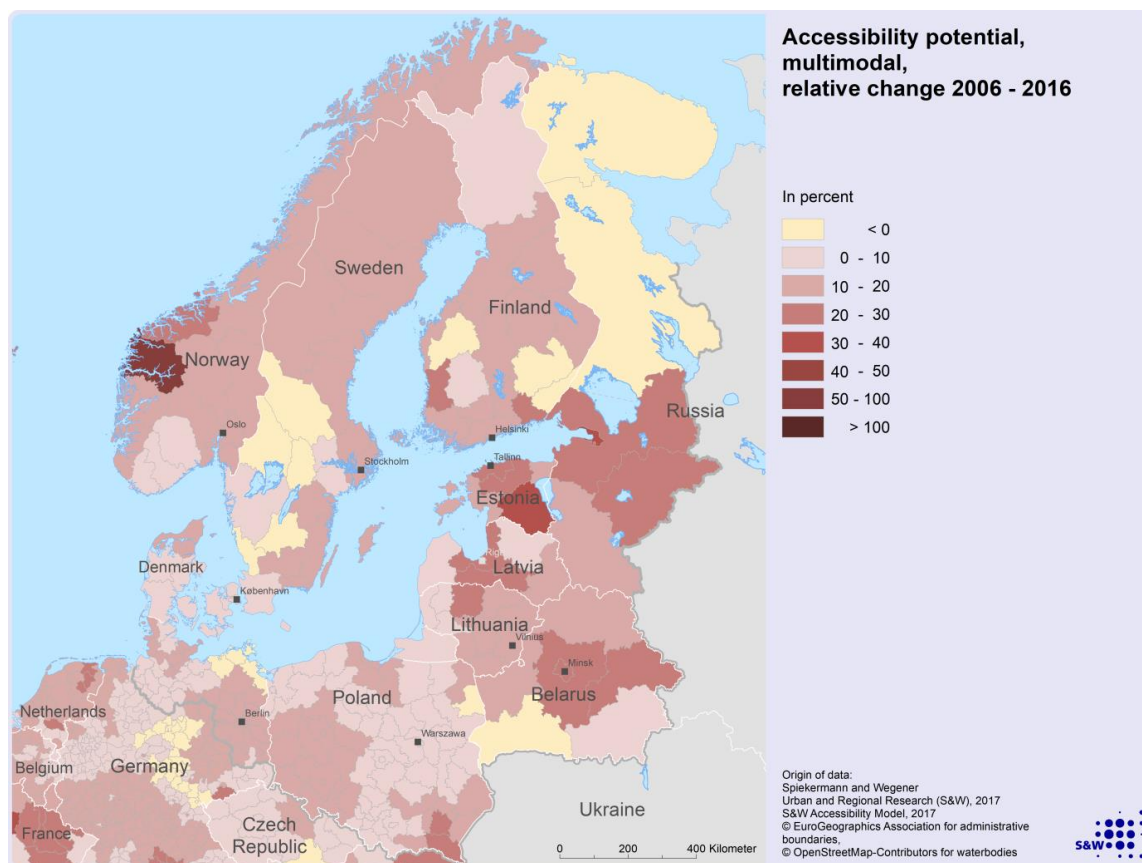 Accessibility potential,
multimodal,
relative change 2006 - 2016
In percent
< 0
0 - 10
10 - 20
20 - 30
30 - 40
40 - 50
50 - 100
> 100
Sweden
Finland
Norway
Oslo
Helsinki
Stockholm
Tallinn
Russia
Estonia
Riga
Latvia
Denmark
København
Lithuania
Vilnius
Minsk
Belarus
Poland
Netherlands
Berlin
Warszawa
Belgium
Germany
Ukraine
France
Czech
Republic
0 200 400 Kilometer
Origin of data:
Spiekermann and Wegener
Urban and Regional Research (S&W), 2017
S&W Accessibility Model, 2017
© EuroGeographics Association for administrative
boundaries,
© OpenStreetMap-Contributors for waterbodies
S&W